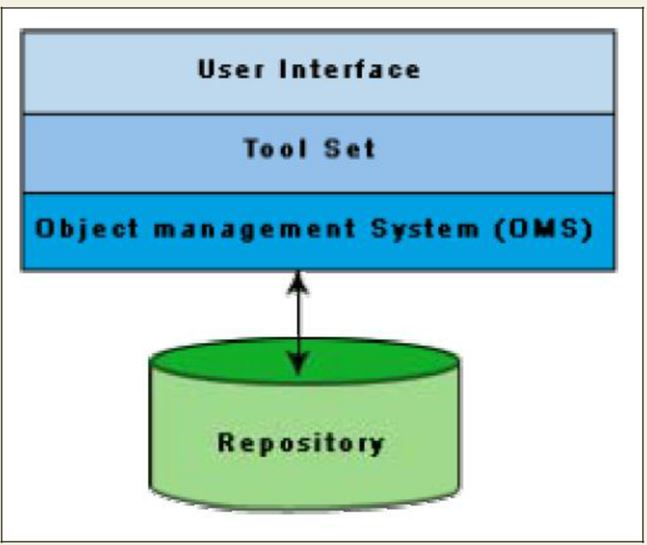 User Interface
Tool Set
Object management System (OMS)
Repository